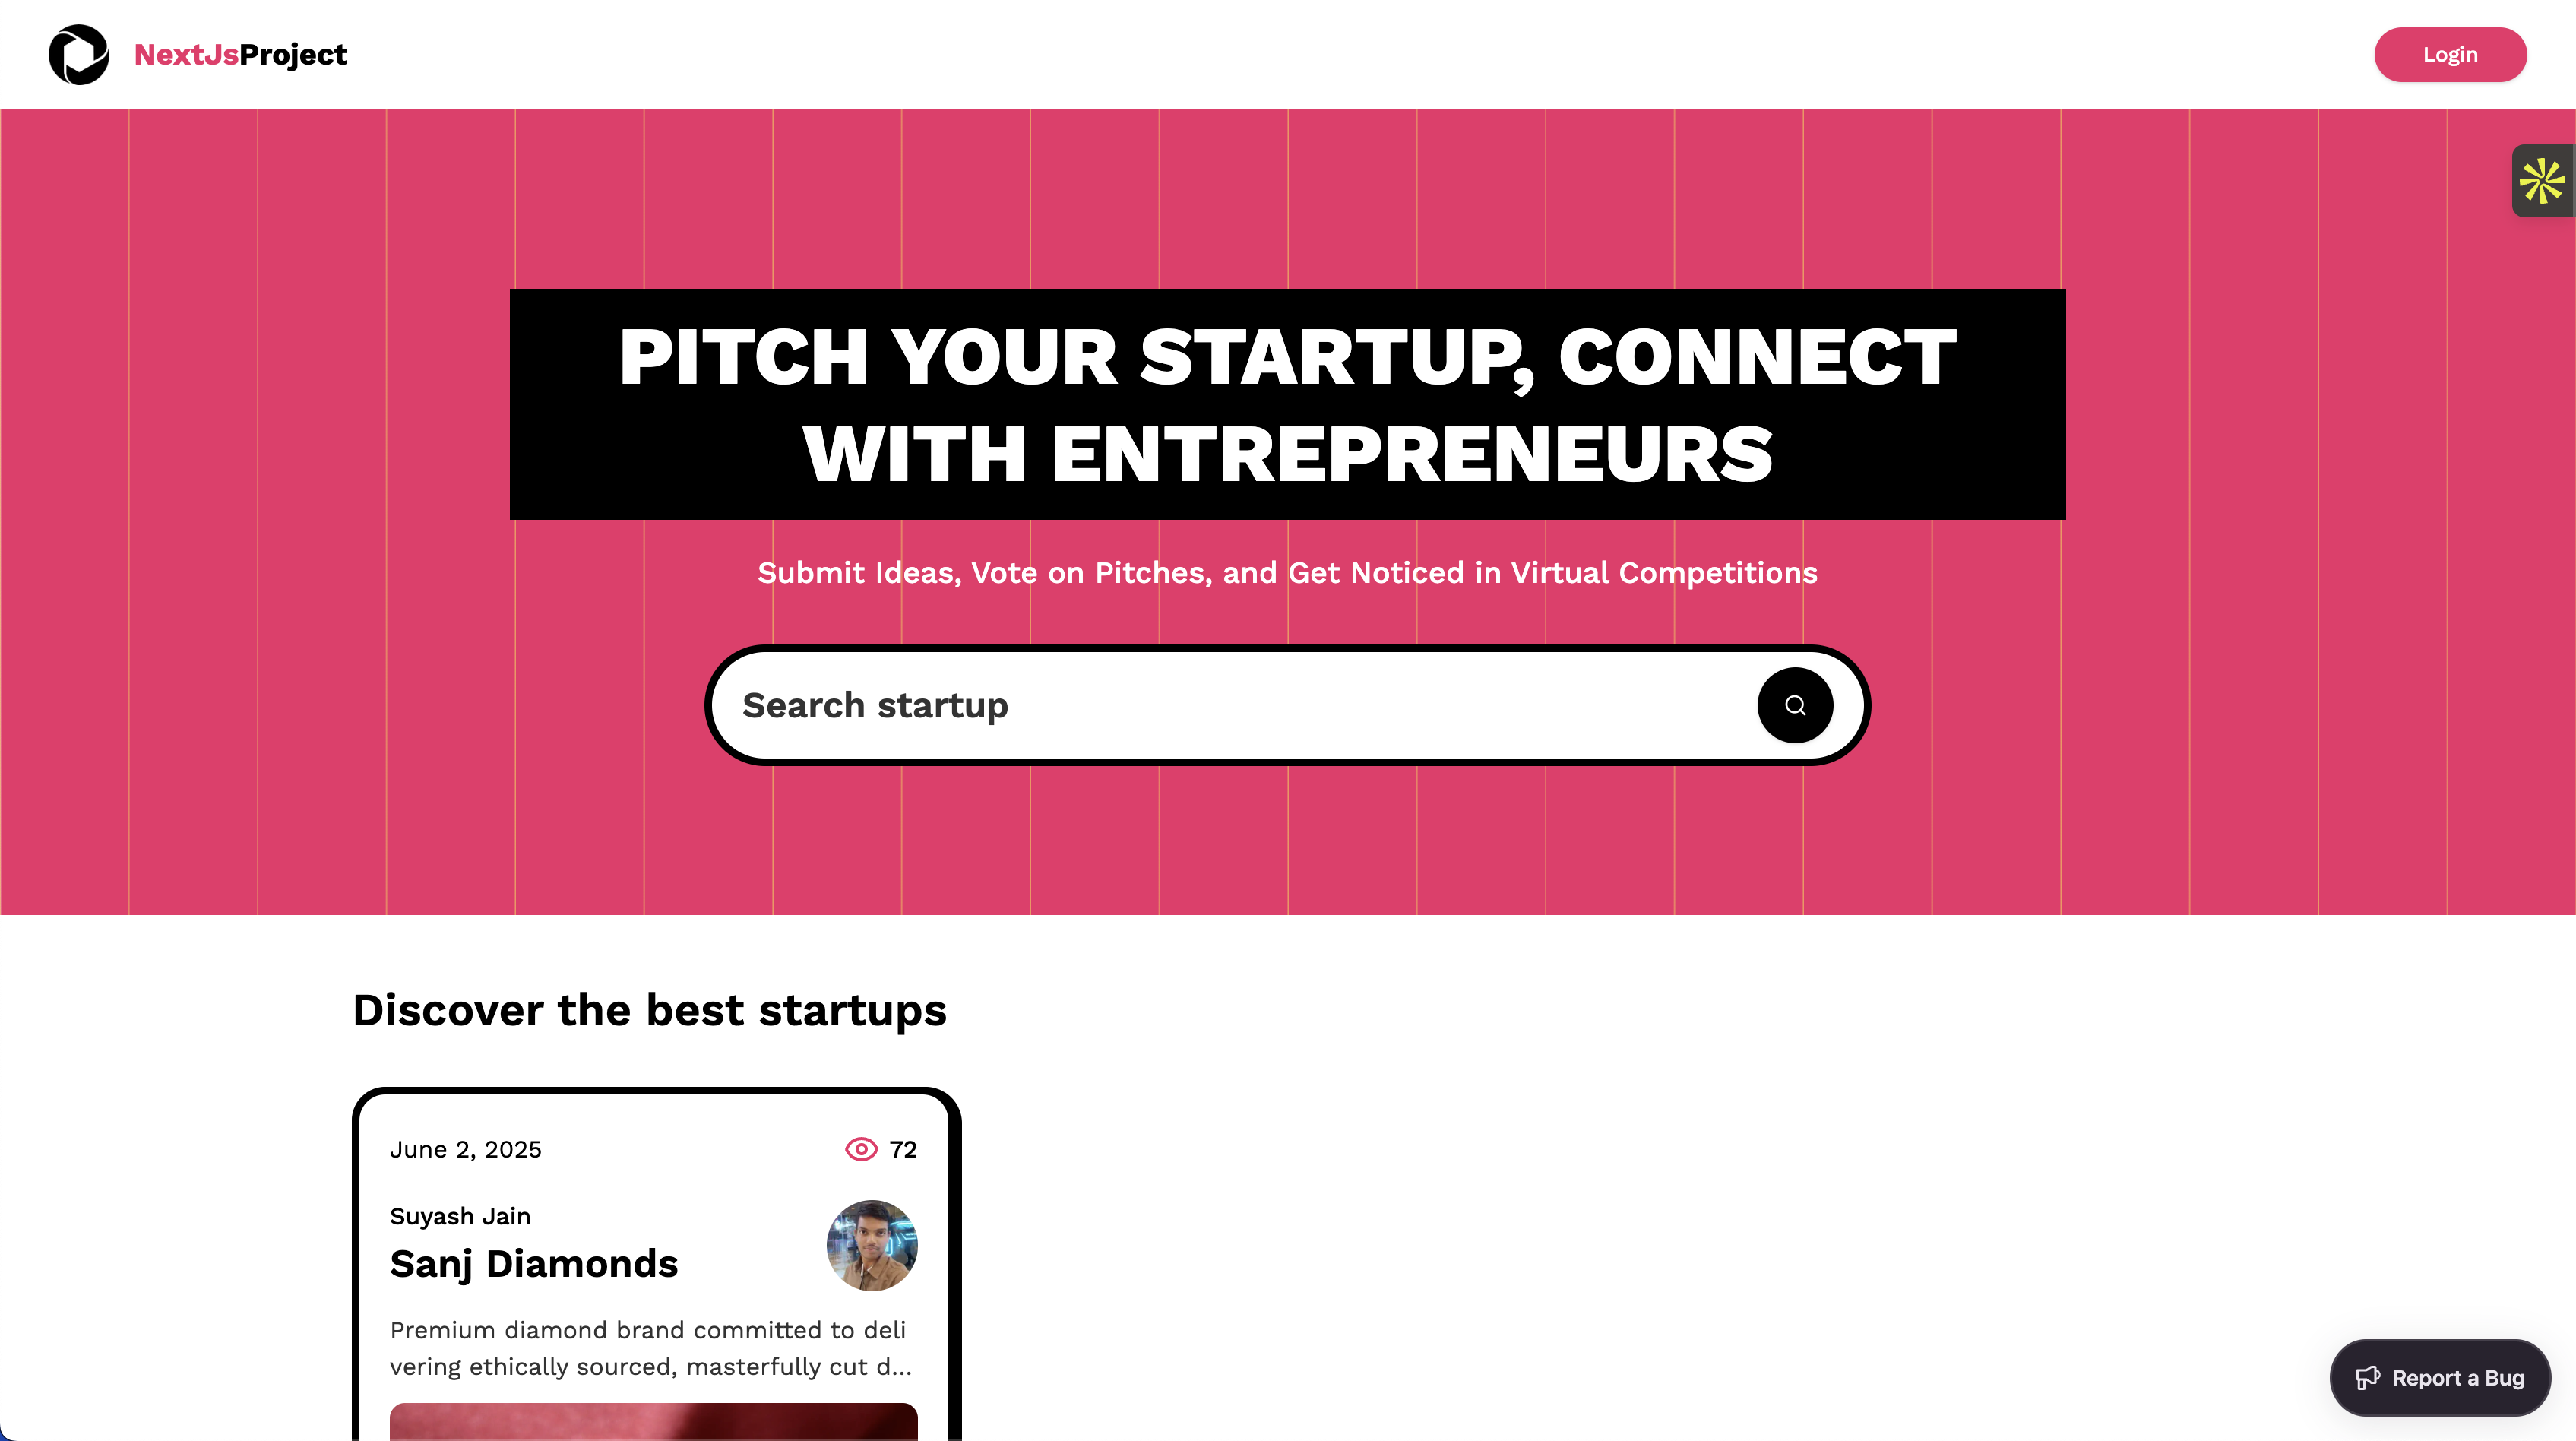 NextJsProject
Login
PITCH YOUR STARTUP, CONNECT
WITH ENTREPRENEURS
Submit Ideas, Vote on Pitches, and Get Noticed in Virtual Competitions
Search startup
Discover the best startups
June 2, 2025
72
Suyash Jain
Sanj Diamonds
Premium diamond brand committed to deli
vering ethically sourced, masterfully cut d...
Report a Bug